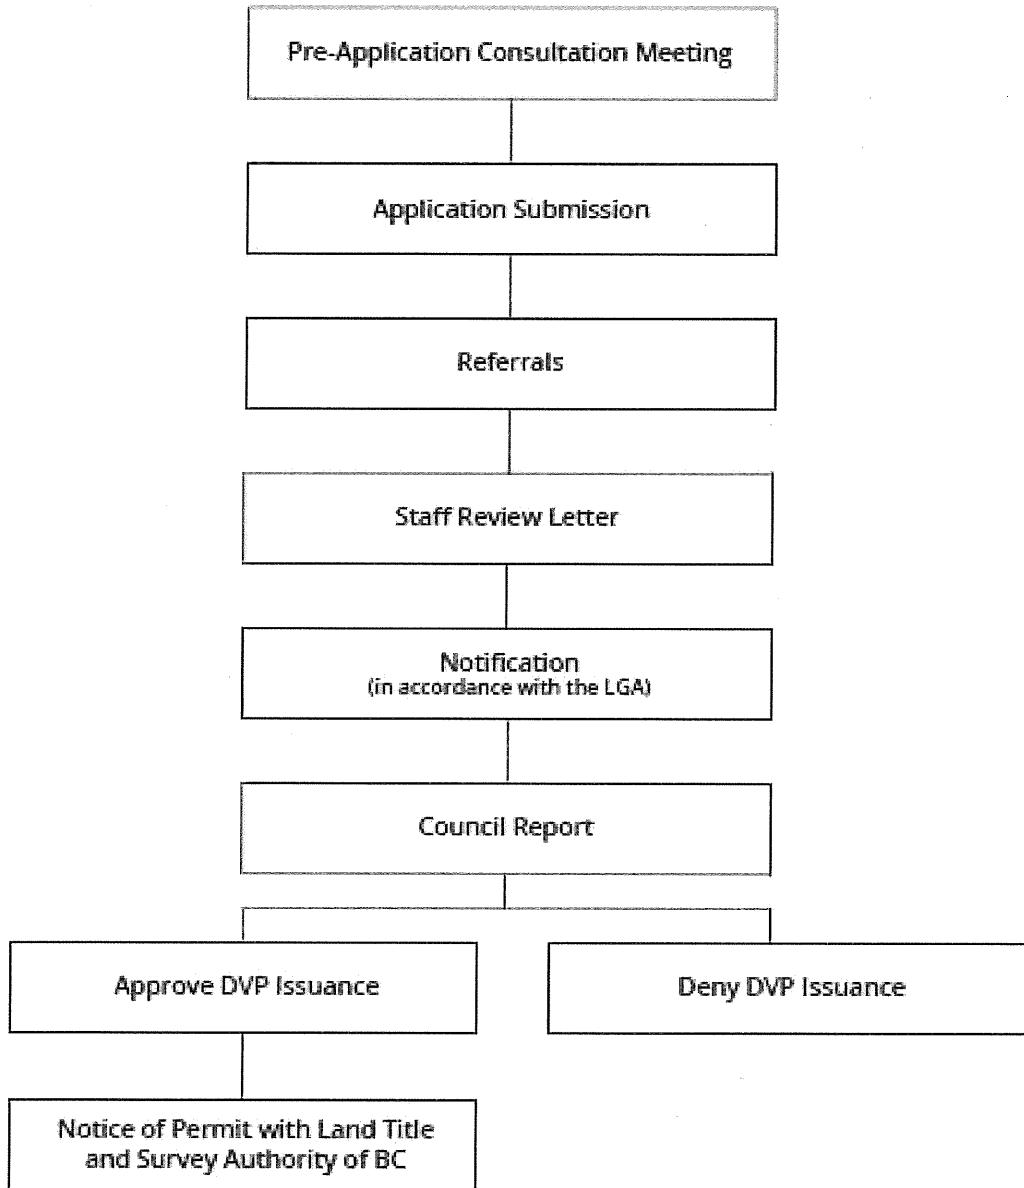 Pre-Application Consultation Meeting
Application Submission
Referrals
Staff Review Letter
Notification
(in accordance with the LGA)
Council Report
Approve DVP Issuance
Deny DVP Issuance
Notice of Permit with Land Title
and Survey Authority of BC